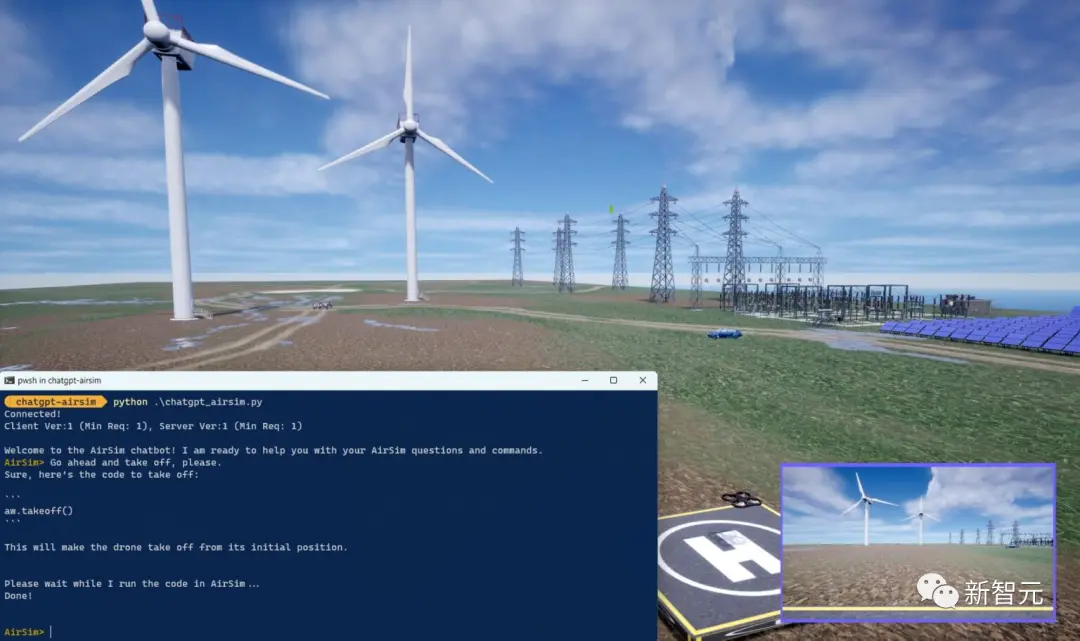 pwsh in chatgpt-airsim
chatgpt-airsim python .\chatgpt_airsim.py
Connected!
Client Ver:1 (Min Req: 1), Server Ver:1 (Min Req: 1)
Welcome to the AirSim chatbot! I am ready to help you with your AirSim questions and commands.
AirSim> Go ahead and take off, please.
Sure, here's the code to take off:
```
aw.takeoff()
```
This will make the drone take off from its initial position.
Please wait while I run the code in AirSim...
Done!
AirSim>
H
新智元